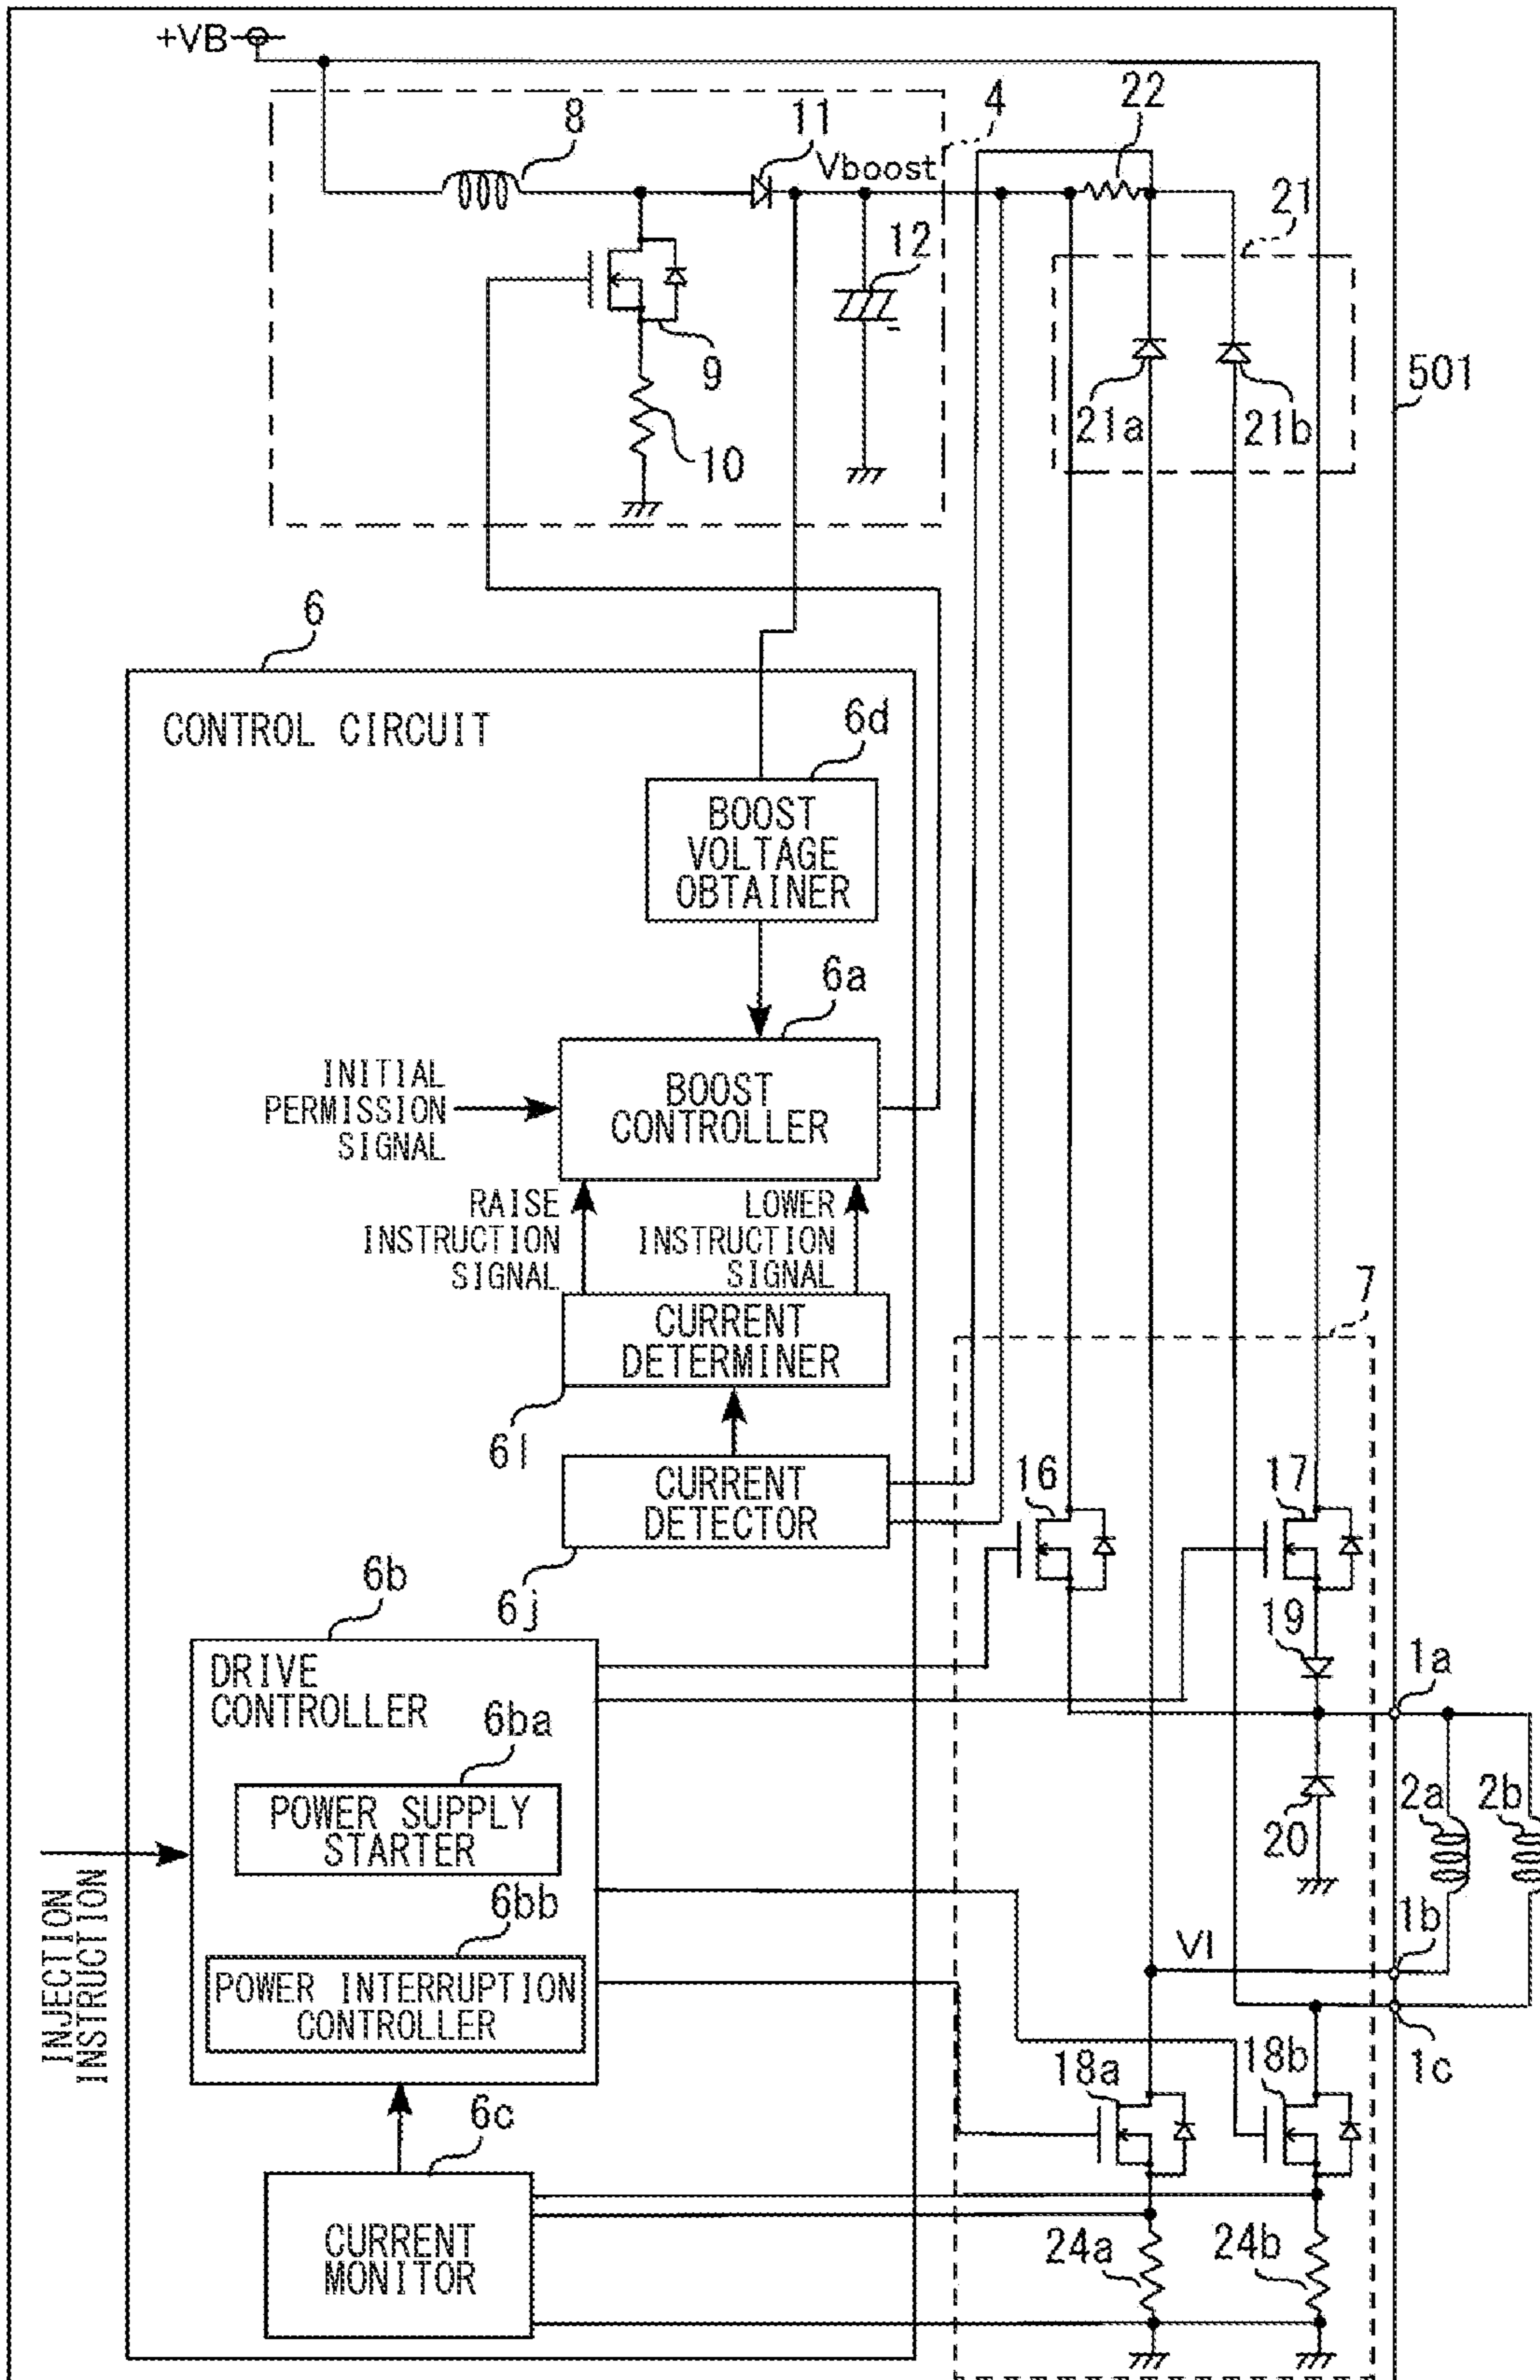 +VB
4
22
8
11
Vboost
21
12
9
501
21a
21b
10
6
CONTROL CIRCUIT
6d
BOOST
VOLTAGE
OBTAINER
6a
INITIAL
PERMISSION
SIGNAL
BOOST
CONTROLLER
RAISE
INSTRUCTION
SIGNAL
LOWER
INSTRUCTION
SIGNAL
7
CURRENT
DETERMINER
6l
16
17
CURRENT
DETECTOR
6j
6b
19
1a
DRIVE
CONTROLLER
6ba
POWER SUPPLY
STARTER
2a
2b
20
6bb
1b
VI
POWER INTERRUPTION
CONTROLLER
INJECTION
INSTRUCTION
1c
18a
18b
6c
CURRENT
MONITOR
24a
24b